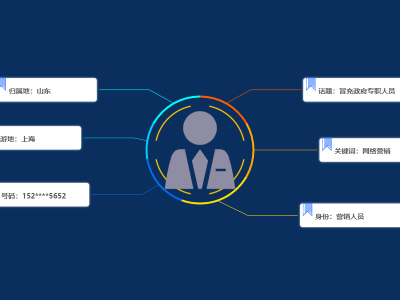 归属地：山东
话题：冒充政府专职人员
游地：上海
关键词：网络营销
号码：152****5652
身份：营销人员